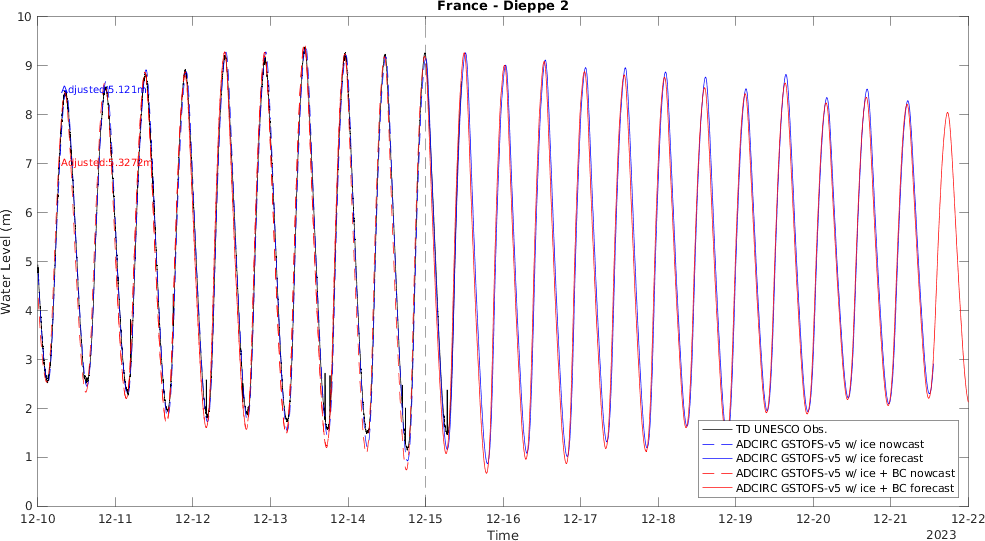 France - Dieppe 2
10
9
8
7
6
5
4
3
2
1
0
Water Level (m)
Adjusted:5.121m
Adjusted:5.3272m
12-10
12-11
12-12
12-13
12-14
12-15
12-16
12-17
12-18
12-19
12-20
12-21
12-22
Time
2023
TD UNESCO Obs.
ADCIRC GSTOFS-v5 w/ ice nowcast
ADCIRC GSTOFS-v5 w/ ice forecast
ADCIRC GSTOFS-v5 w/ ice + BC nowcast
ADCIRC GSTOFS-v5 w/ ice + BC forecast